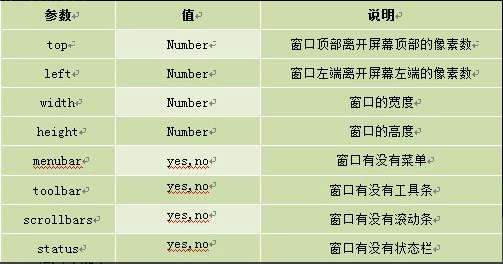 参数 值 说明
top Number 窗口顶部离开屏幕顶部的像素数
left Number 窗口左端离开屏幕左端的像素数
width Number 窗口的宽度
height Number 窗口的高度
menubar yes,no 窗口有没有菜单
toolbar yes,no 窗口有没有工具条
scrollbars yes,no 窗口有没有滚动条
status yes,no 窗口有没有状态栏